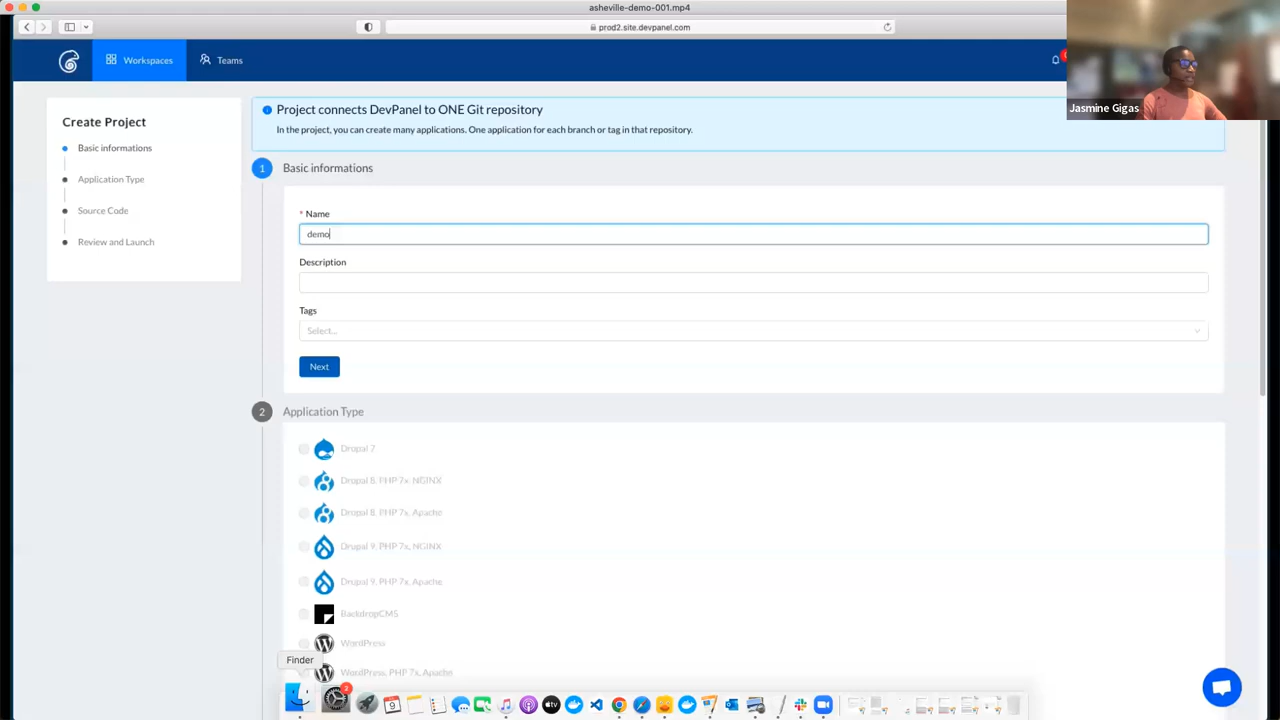 asheville-demo-001.mp4
prod2.site.devpanel.com
Workspaces
Teams
Jasmine Gigas
Create Project
Basic informations
Application Type
Source Code
Review and Launch
Project connects DevPanel to ONE Git repository
In the project, you can create many applications. One application for each branch or tag in that repository.
1 Basic informations
* Name
demo
Description
Tags
Select...
Next
2 Application Type
Drupal 7
Drupal 8, PHP 7x, NGINX
Drupal 8, PHP 7x, Apache
Drupal 9, PHP 7x, NGINX
Drupal 9, PHP 7x, Apache
BackdropCMS
WordPress
WordPress, PHP 7x, Apache
Finder
2
9